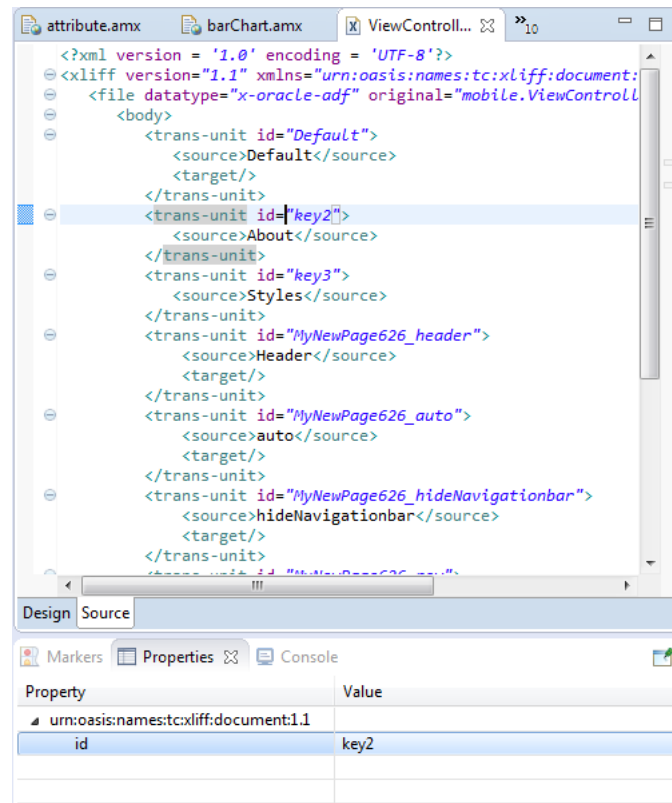 attribute.amx barChart.amx ViewControll... »10
<?xml version = '1.0' encoding = 'UTF-8'?>
<xliff version="1.1" xmlns="urn:oasis:names:tc:xliff:document:
<file datatype="x-oracle-adf" original="mobile.ViewControll
<body>
<trans-unit id="Default">
<source>Default</source>
<target/>
</trans-unit>
<trans-unit id="key2">
<source>About</source>
</trans-unit>
<trans-unit id="key3">
<source>Styles</source>
</trans-unit>
<trans-unit id="MyNewPage626_header">
<source>Header</source>
<target/>
</trans-unit>
<trans-unit id="MyNewPage626_auto">
<source>auto</source>
<target/>
</trans-unit>
<trans-unit id="MyNewPage626_hideNavigationbar">
<source>hideNavigationbar</source>
<target/>
</trans-unit>
Design Source
Markers Properties Console
Property Value
urn:oasis:names:tc:xliff:document:1.1
id key2